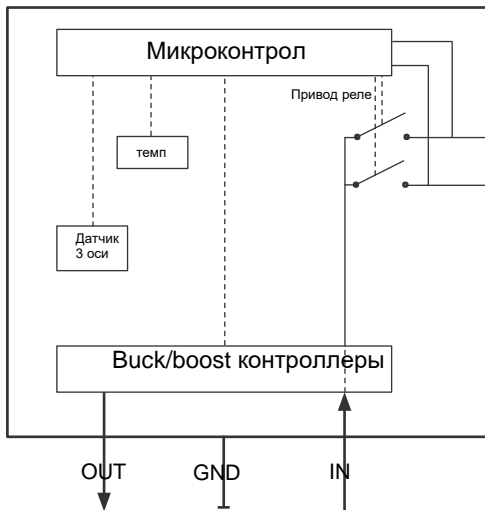 Микроконтрол
Привод реле
темп
Датчик
3 оси
Buck/boost контроллеры
OUT
GND
IN